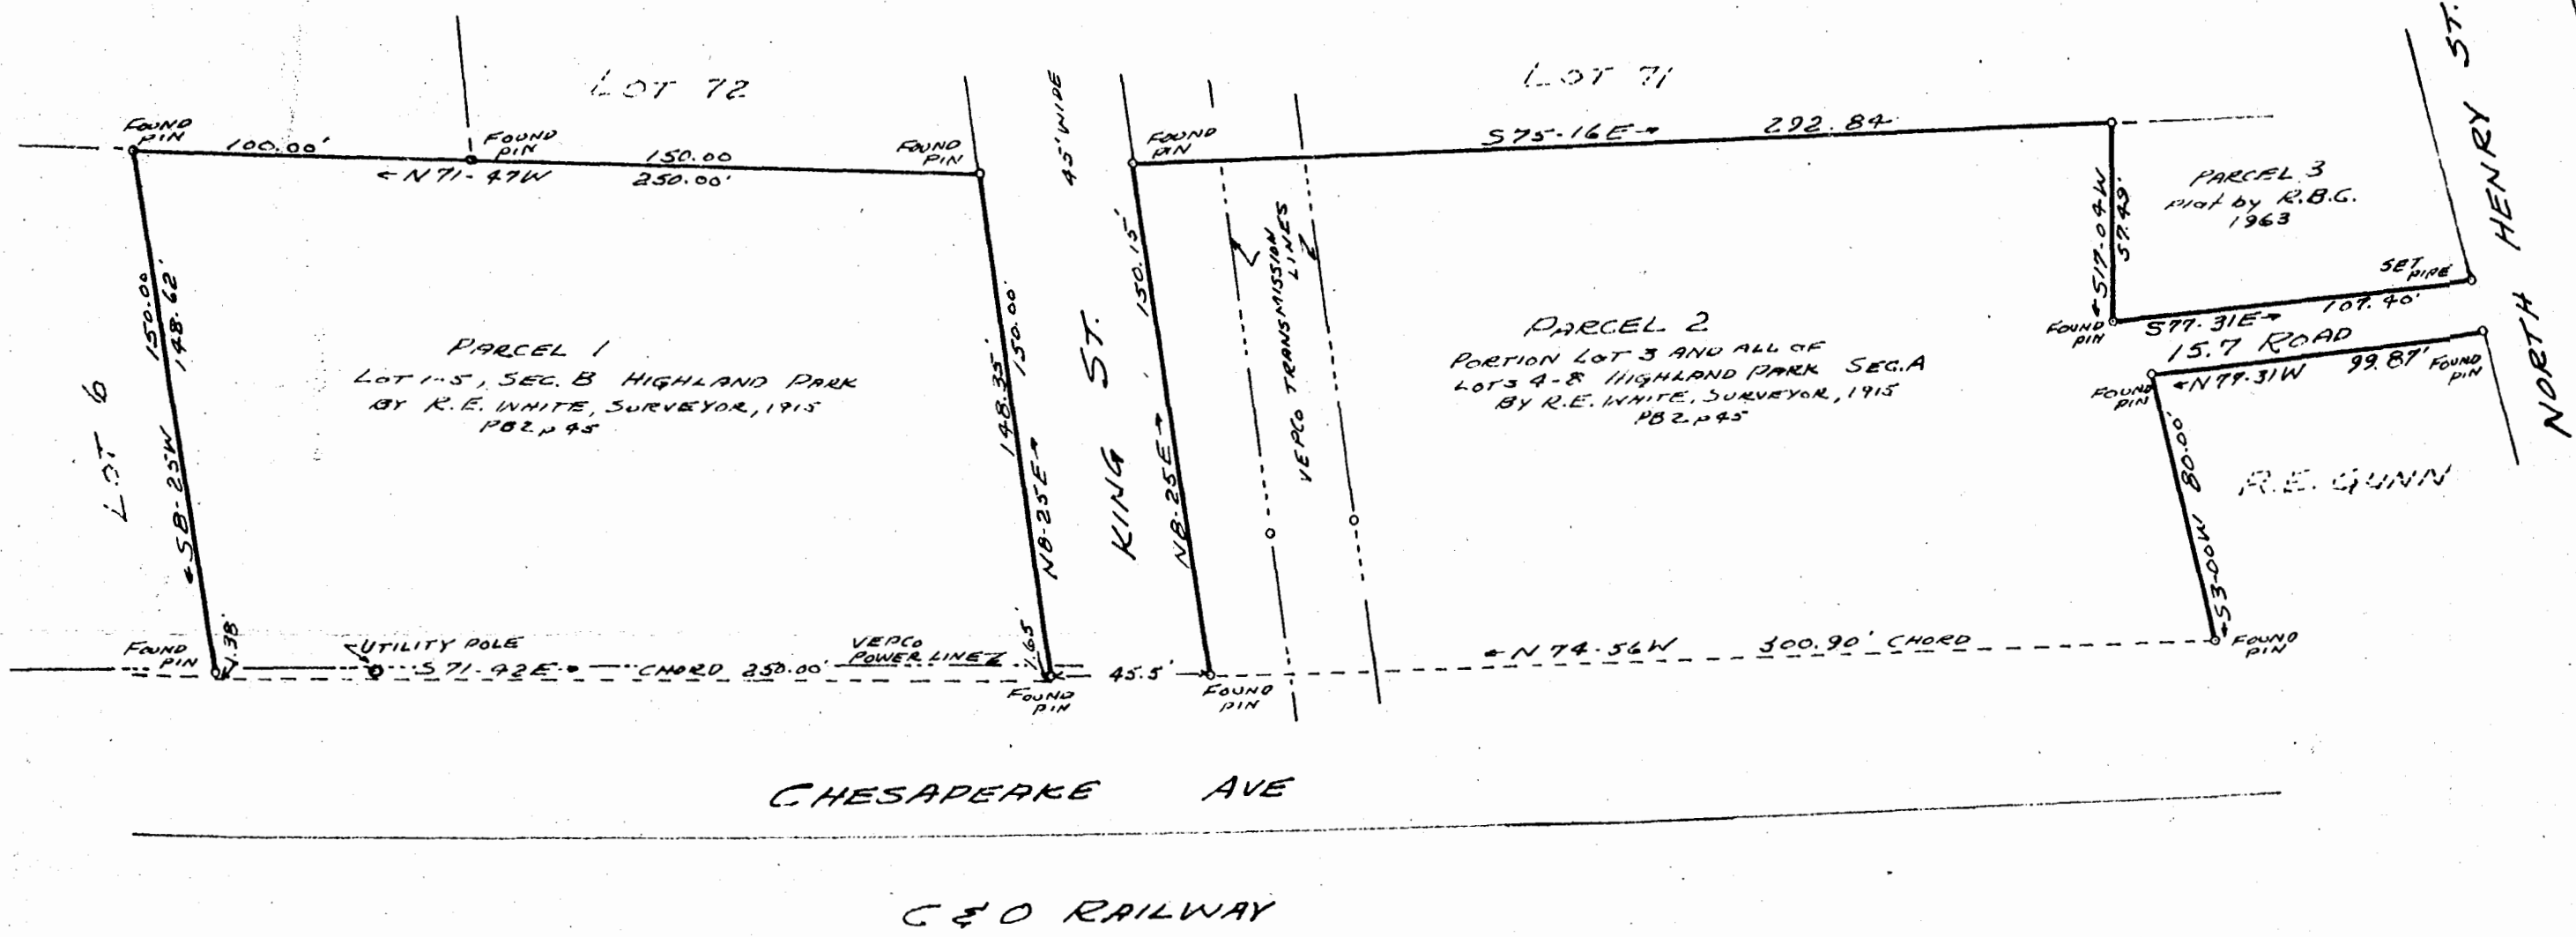 LOT 72
LOT 71
NORTH HENRY ST.
FOUND
PIN
100.00'
FOUND
PIN
150.00
FOUND
PIN
← N71-47W
250.00'
45' WIDE
FOUND
PIN
S75-16E→ 292.84
PARCEL 3
plat by R.B.G.
1963
← S17-04W
57.49'
SET
PIPE
FOUND
PIN
S77-31E→ 107.40'
15.7 ROAD
FOUND
PIN
← N77-31W 99.87'
FOUND
PIN
150.00
148.62'
← S8-25W
LOT 6
PARCEL 1
LOT 1-5, SEC. B HIGHLAND PARK
BY R.E. WHITE, SURVEYOR, 1915
PB2 p 45
148.35'
150.00'
N8-25E→
KING ST.
150.15'
N8-25E→
VEPCO TRANSMISSION
LINES
PARCEL 2
PORTION LOT 3 AND ALL OF
LOTS 4-8 HIGHLAND PARK SEC. A
BY R.E. WHITE, SURVEYOR, 1915
PB2 p 45
R.E. GUNN
← S3-00W 80.00'
FOUND
PIN
1.38'
UTILITY POLE
S71-42E→ CHORD 250.00'
VEPCO
POWER LINE
1.65'
FOUND
PIN
45.5'
FOUND
PIN
← N74-56W 300.90' CHORD
FOUND
PIN
CHESAPEAKE AVE
C & O RAILWAY